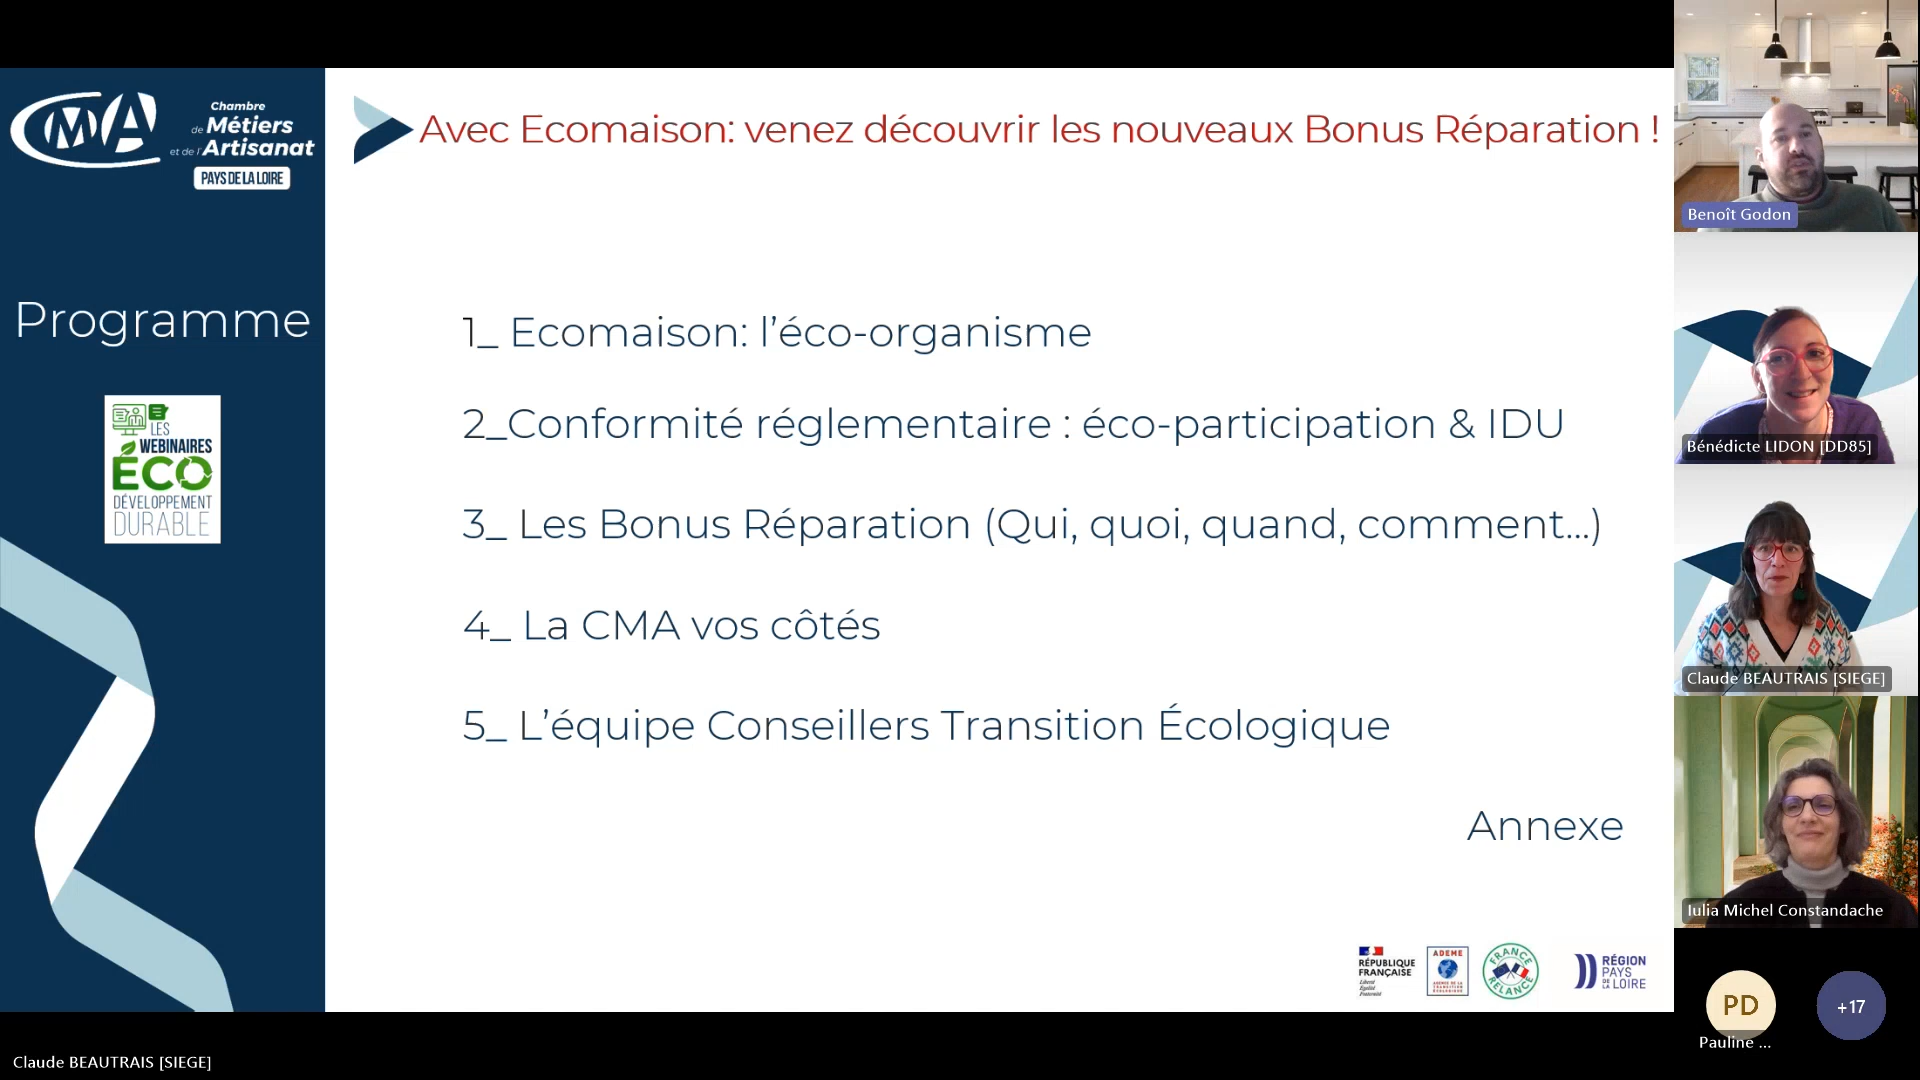 CMA
Chambre
de Métiers
et de l'Artisanat
PAYS DE LA LOIRE
Programme
LES
WEBINAIRES
ÉCO
DÉVELOPPEMENT
DURABLE
Avec Ecomaison: venez découvrir les nouveaux Bonus Réparation !
1_ Ecomaison: l’éco-organisme
2_Conformité réglementaire : éco-participation & IDU
3_ Les Bonus Réparation (Qui, quoi, quand, comment...)
4_ La CMA vos côtés
5_ L’équipe Conseillers Transition Écologique
Annexe
RÉPUBLIQUE
FRANÇAISE
Liberté
Égalité
Fraternité
ADEME
AGENCE DE LA
TRANSITION
ÉCOLOGIQUE
FRANCE
RELANCE
RÉGION
PAYS
DE LA LOIRE
Benoît Godon
Bénédicte LIDON [DD85]
Claude BEAUTRAIS [SIEGE]
Iulia Michel Constandache
PD
+17
Pauline ...
Claude BEAUTRAIS [SIEGE]